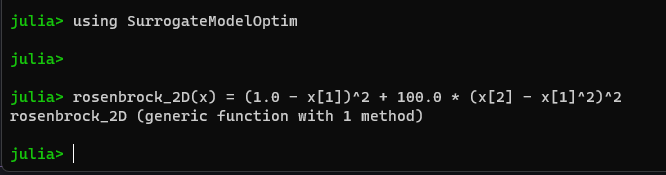 julia> using SurrogateModelOptim
julia>
julia> rosenbrock_2D(x) = (1.0 - x[1])^2 + 100.0 * (x[2] - x[1]^2)^2
rosenbrock_2D (generic function with 1 method)
julia>